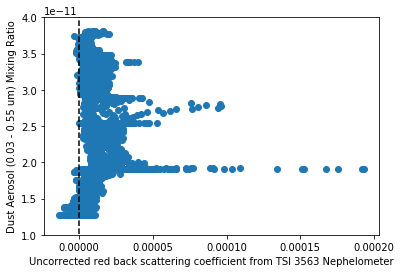 1e−11
4.0
3.5
3.0
2.5
2.0
1.5
1.0
Dust Aerosol (0.03 - 0.55 um) Mixing Ratio
0.00000 0.00005 0.00010 0.00015 0.00020
Uncorrected red back scattering coefficient from TSI 3563 Nephelometer